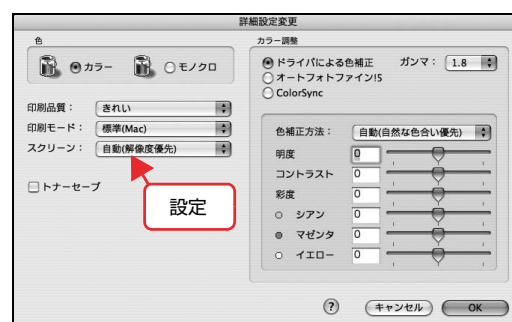 詳細設定変更
色
カラー モノクロ
印刷品質： きれい
印刷モード： 標準(Mac)
スクリーン： 自動(解像度優先)
トナーセーブ
設定
カラー調整
ドライバによる色補正 ガンマ： 1.8
オートフォトファイン!5
ColorSync
色補正方法： 自動(自然な色合い優先)
明度 0
コントラスト 0
彩度 0
シアン 0
マゼンタ 0
イエロー 0
? キャンセル OK